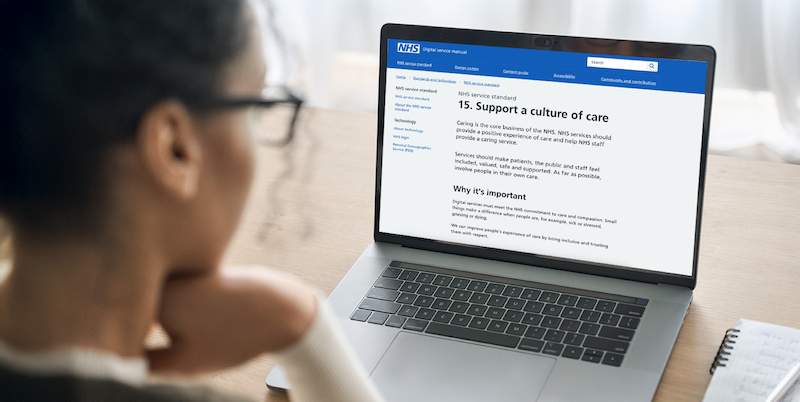 NHS Digital service manual
Search
NHS service standard Design system Content guide Accessibility Community and contribution
Home Standards and technology NHS service standard
NHS service standard
NHS service standard
About the NHS service standard
Technology
About technology
NHS login
Personal Demographics Service (PDS)
NHS service standard
15. Support a culture of care
Caring is the core business of the NHS. NHS services should
provide a positive experience of care and help NHS staff
provide a caring service.
Services should make patients, the public and staff feel
included, valued, safe and supported. As far as possible,
involve people in their own care.
Why it's important
Digital services must meet the NHS commitment to care and compassion. Small
things make a difference when people are, for example, sick or stressed,
grieving or dying.
We can improve people's experience of care by being inclusive and treating
them with respect.